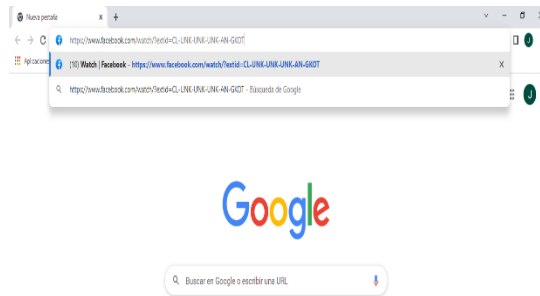 Nueva pestaña
https://www.facebook.com/watch/?extid=CL-UNK-UNK-UNK-AN-GK0T
Aplicaciones
(10) Watch | Facebook - https://www.facebook.com/watch/?extid=CL-UNK-UNK-UNK-AN-GK0T
https://www.facebook.com/watch/?extid=CL-UNK-UNK-UNK-AN-GK0T - Búsqueda de Google
J
Google
Buscar en Google o escribir una URL